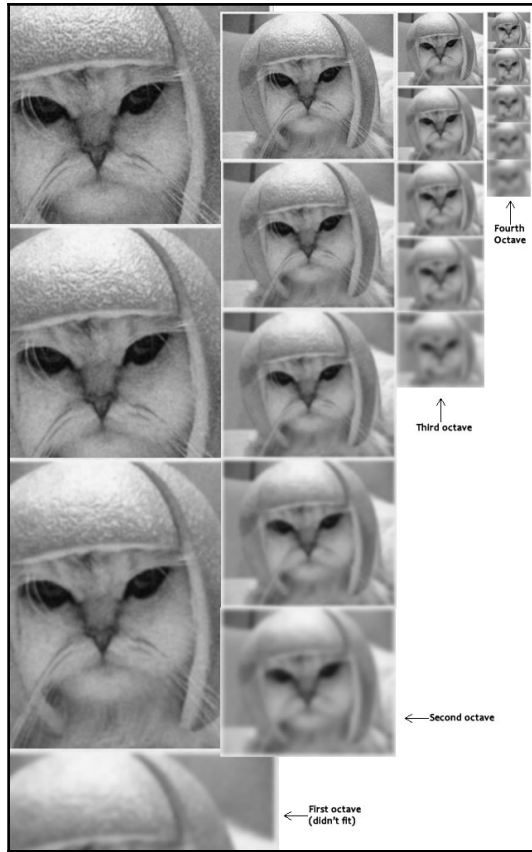 Fourth
Octave
Third octave
Second octave
First octave
(didn't fit)